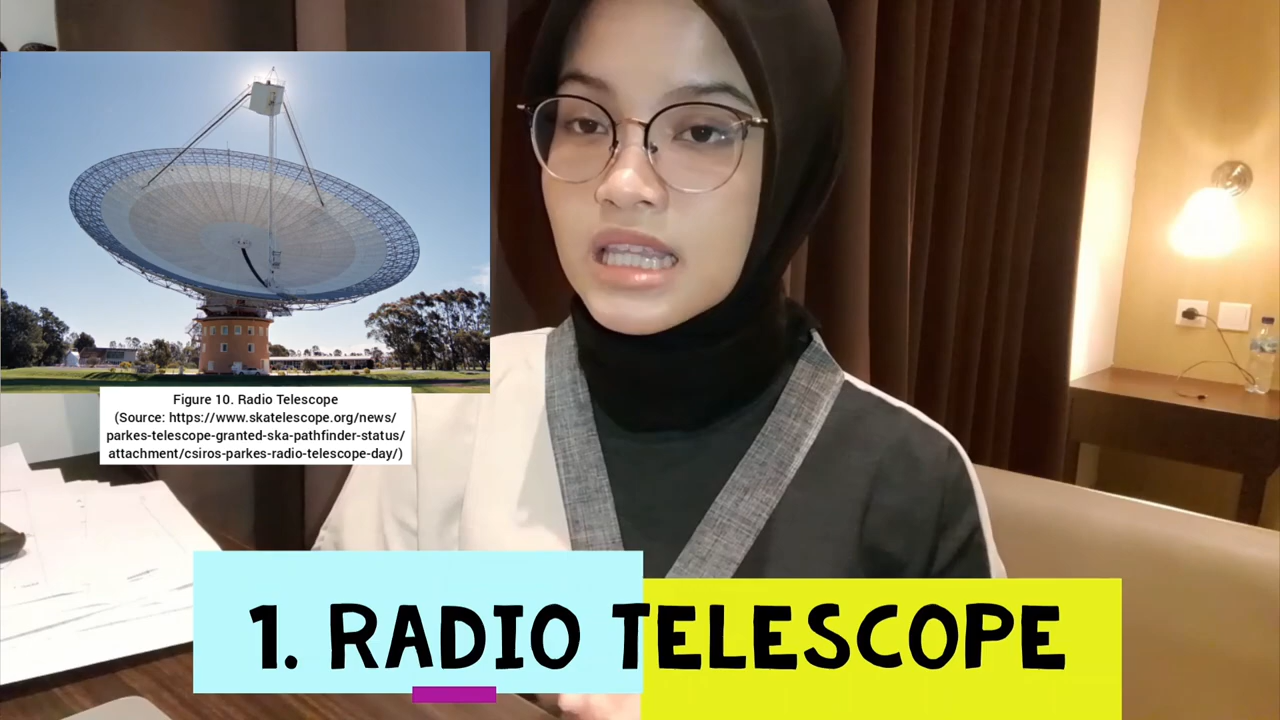 Figure 10. Radio Telescope
(Source: https://www.skatelescope.org/news/
parkes-telescope-granted-ska-pathfinder-status/
attachment/csiros-parkes-radio-telescope-day/)
1. RADIO TELESCOPE